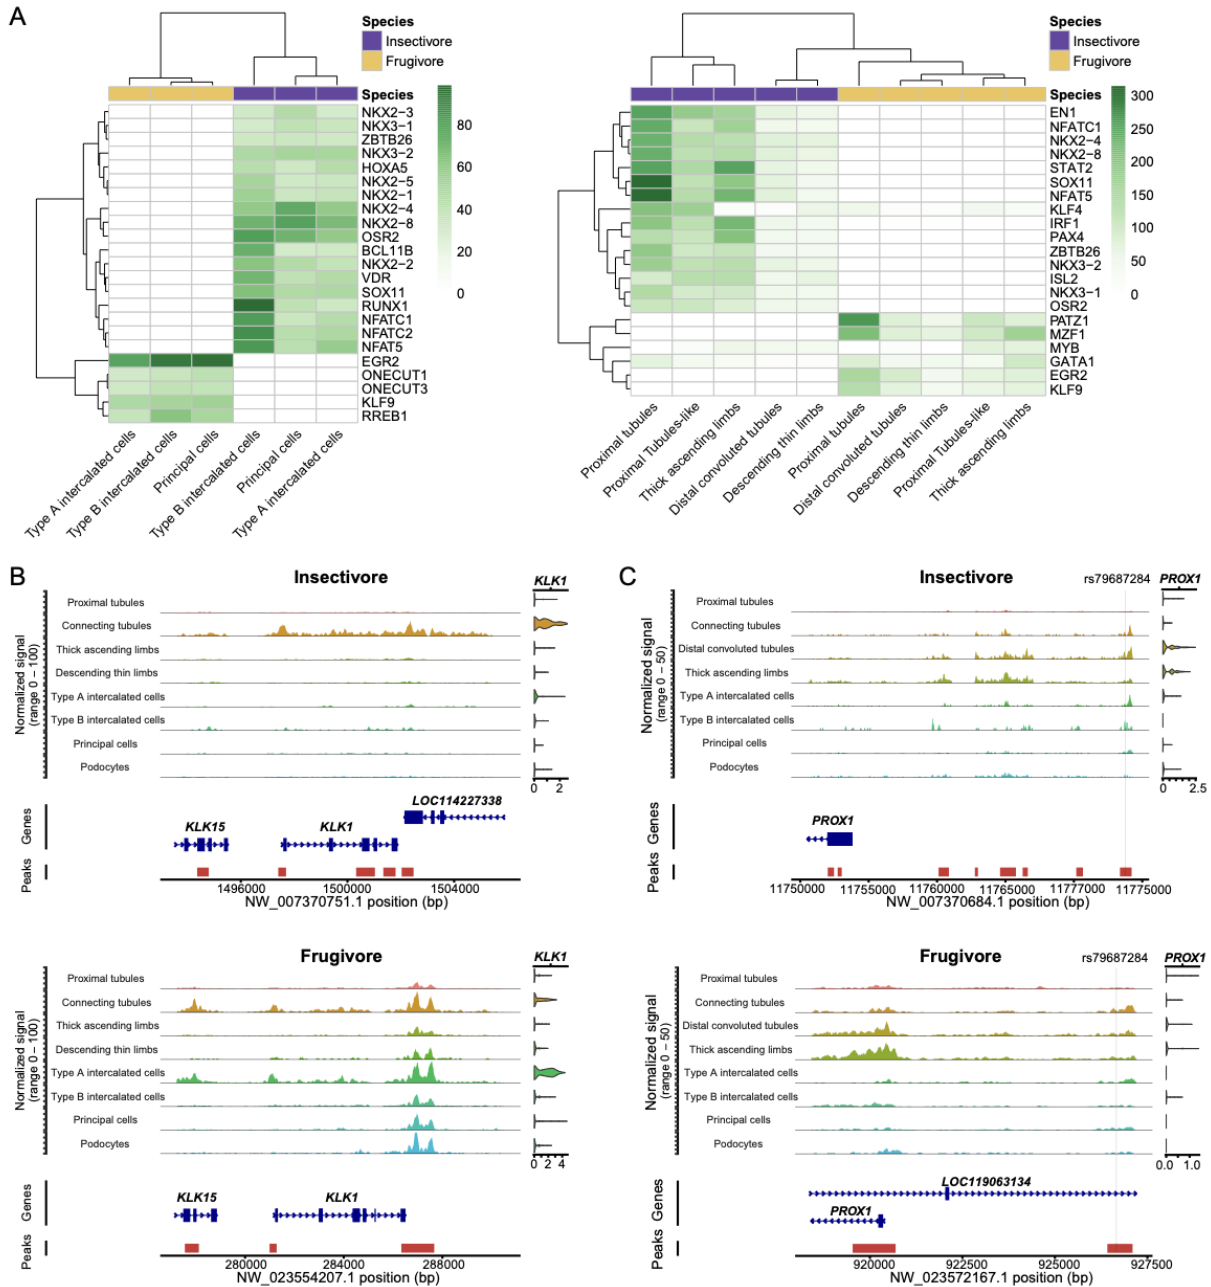 A
Species
Insectivore
Frugivore
Species
80
60
40
20
0
NKX2−3
NKX3−1
ZBTB26
NKX3−2
HOXA5
NKX2−5
NKX2−1
NKX2−4
NKX2−8
OSR2
BCL11B
NKX2−2
VDR
SOX11
RUNX1
NFATC1
NFATC2
NFAT5
EGR2
ONECUT1
ONECUT3
KLF9
RREB1
Type A intercalated cells
Type B intercalated cells
Principal cells
Type B intercalated cells
Principal cells
Type A intercalated cells
Species
Insectivore
Frugivore
Species
300
250
200
150
100
50
0
EN1
NFATC1
NKX2−4
NKX2−8
STAT2
SOX11
NFAT5
KLF4
IRF1
PAX4
ZBTB26
NKX3−2
ISL2
NKX3−1
OSR2
PATZ1
MZF1
MYB
GATA1
EGR2
KLF9
Proximal tubules
Proximal Tubules-like
Thick ascending limbs
Distal convoluted tubules
Descending thin limbs
Proximal tubules
Distal convoluted tubules
Descending thin limbs
Proximal Tubules-like
Thick ascending limbs
B
Insectivore
KLK1
Normalized signal
(range 0 − 100)
Proximal tubules
Connecting tubules
Thick ascending limbs
Descending thin limbs
Type A intercalated cells
Type B intercalated cells
Principal cells
Podocytes
0 2
Genes
KLK15
KLK1
LOC114227338
Peaks
1496000 1500000 1504000
NW_007370751.1 position (bp)
Frugivore
KLK1
Normalized signal
(range 0 − 100)
Proximal tubules
Connecting tubules
Thick ascending limbs
Descending thin limbs
Type A intercalated cells
Type B intercalated cells
Principal cells
Podocytes
0 2 4
Genes
KLK15
KLK1
Peaks
280000 284000 288000
NW_023554207.1 position (bp)
C
Insectivore
rs79687284
PROX1
Normalized signal
(range 0 − 50)
Proximal tubules
Connecting tubules
Distal convoluted tubules
Thick ascending limbs
Type A intercalated cells
Type B intercalated cells
Principal cells
Podocytes
0 2.5
Genes
PROX1
Peaks
11750000 11755000 11760000 11765000 11770000 11775000
NW_007370684.1 position (bp)
Frugivore
rs79687284
PROX1
Normalized signal
(range 0 − 50)
Proximal tubules
Connecting tubules
Distal convoluted tubules
Thick ascending limbs
Type A intercalated cells
Type B intercalated cells
Principal cells
Podocytes
0.0 1.0
Genes
LOC119063134
PROX1
Peaks
920000 922500 925000 927500
NW_023572167.1 position (bp)